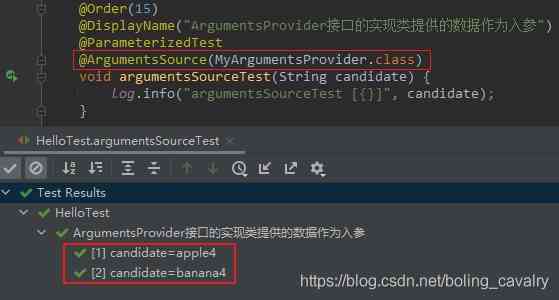 @Order(15)
@DisplayName("ArgumentsProvider接口的实现类提供的数据作为入参")
@ParameterizedTest
@ArgumentsSource(MyArgumentsProvider.class)
void argumentsSourceTest(String candidate) {
log.info("argumentsSourceTest [{}]", candidate);
}
HelloTest.argumentsSourceTest ×
Test Results
HelloTest
ArgumentsProvider接口的实现类提供的数据作为入参
[1] candidate=apple4
[2] candidate=banana4
https://blog.csdn.net/boling_cavalry